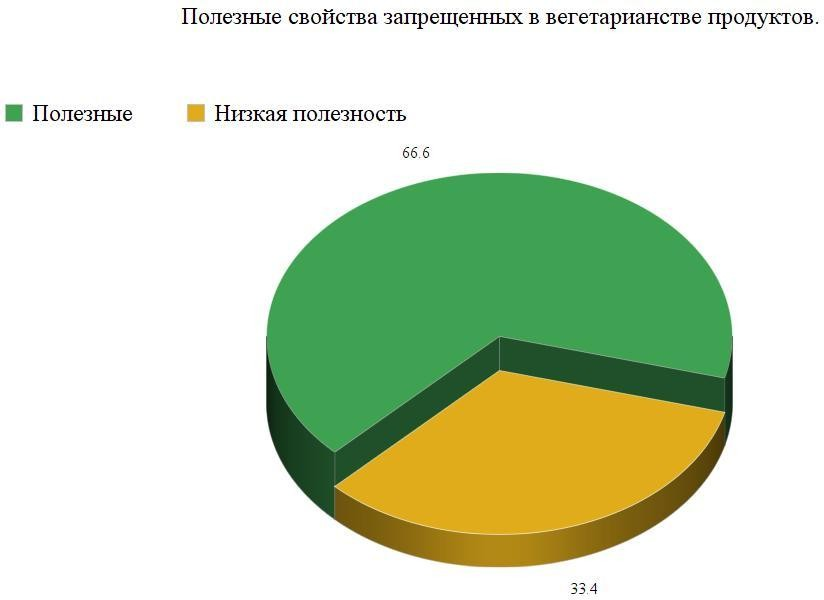 Полезные свойства запрещенных в вегетарианстве продуктов.
Полезные
Низкая полезность
66.6
33.4